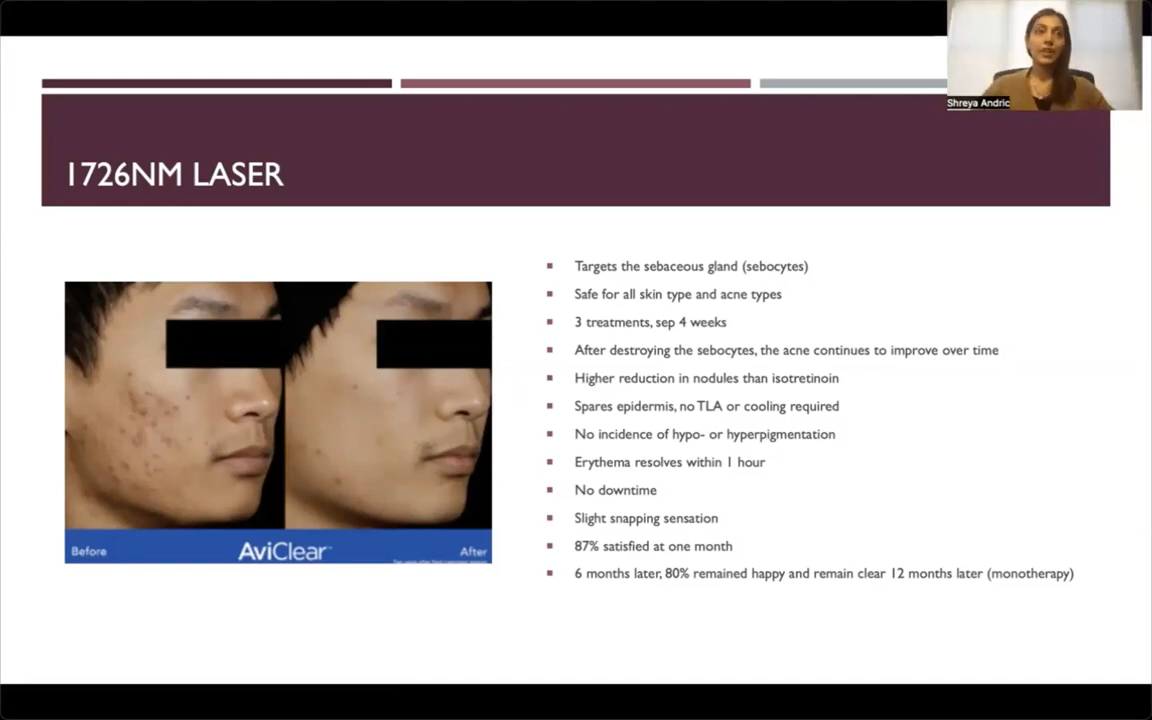 Shreya Andric
1726NM LASER
Targets the sebaceous gland (sebocytes)
Safe for all skin type and acne types
3 treatments, sep 4 weeks
After destroying the sebocytes, the acne continues to improve over time
Higher reduction in nodules than isotretinoin
Spares epidermis, no TLA or cooling required
No incidence of hypo- or hyperpigmentation
Erythema resolves within 1 hour
No downtime
Slight snapping sensation
87% satisfied at one month
6 months later, 80% remained happy and remain clear 12 months later (monotherapy)
Before AviClear™ After